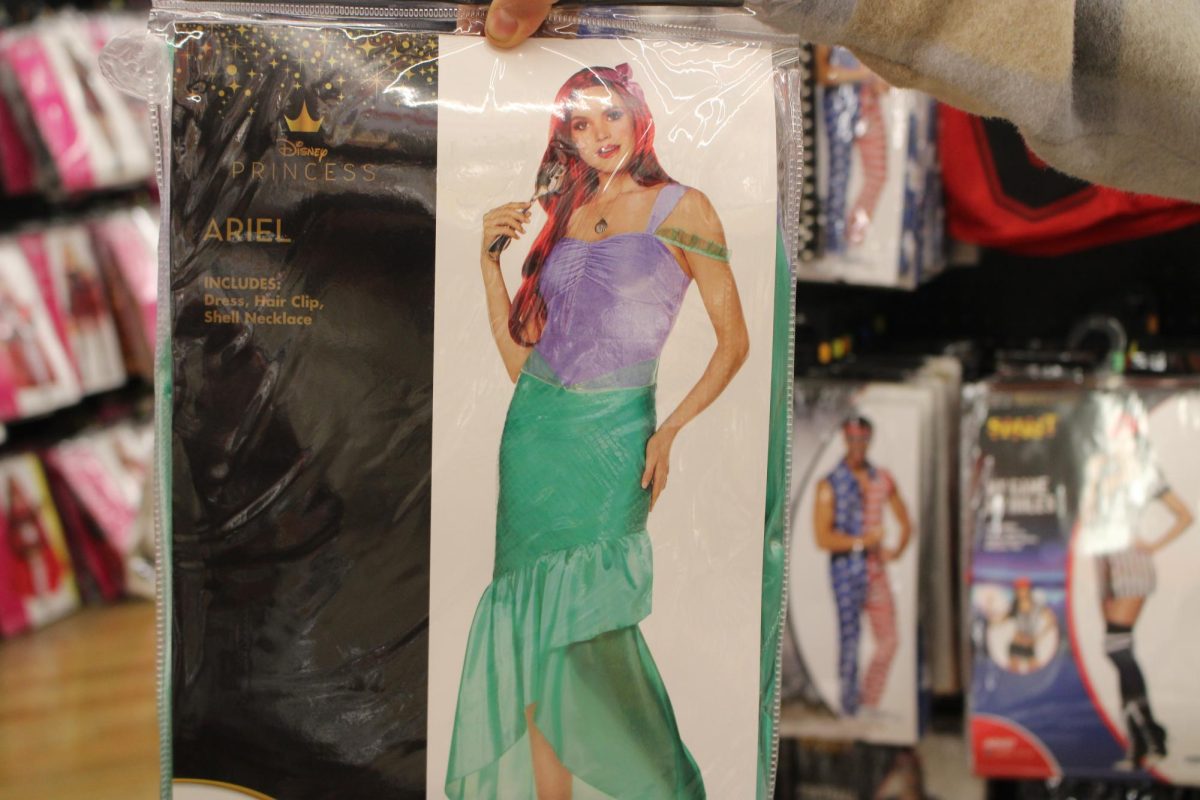 Disney
PRINCESS
ARIEL
INCLUDES:
Dress, Hair Clip,
Shell Necklace